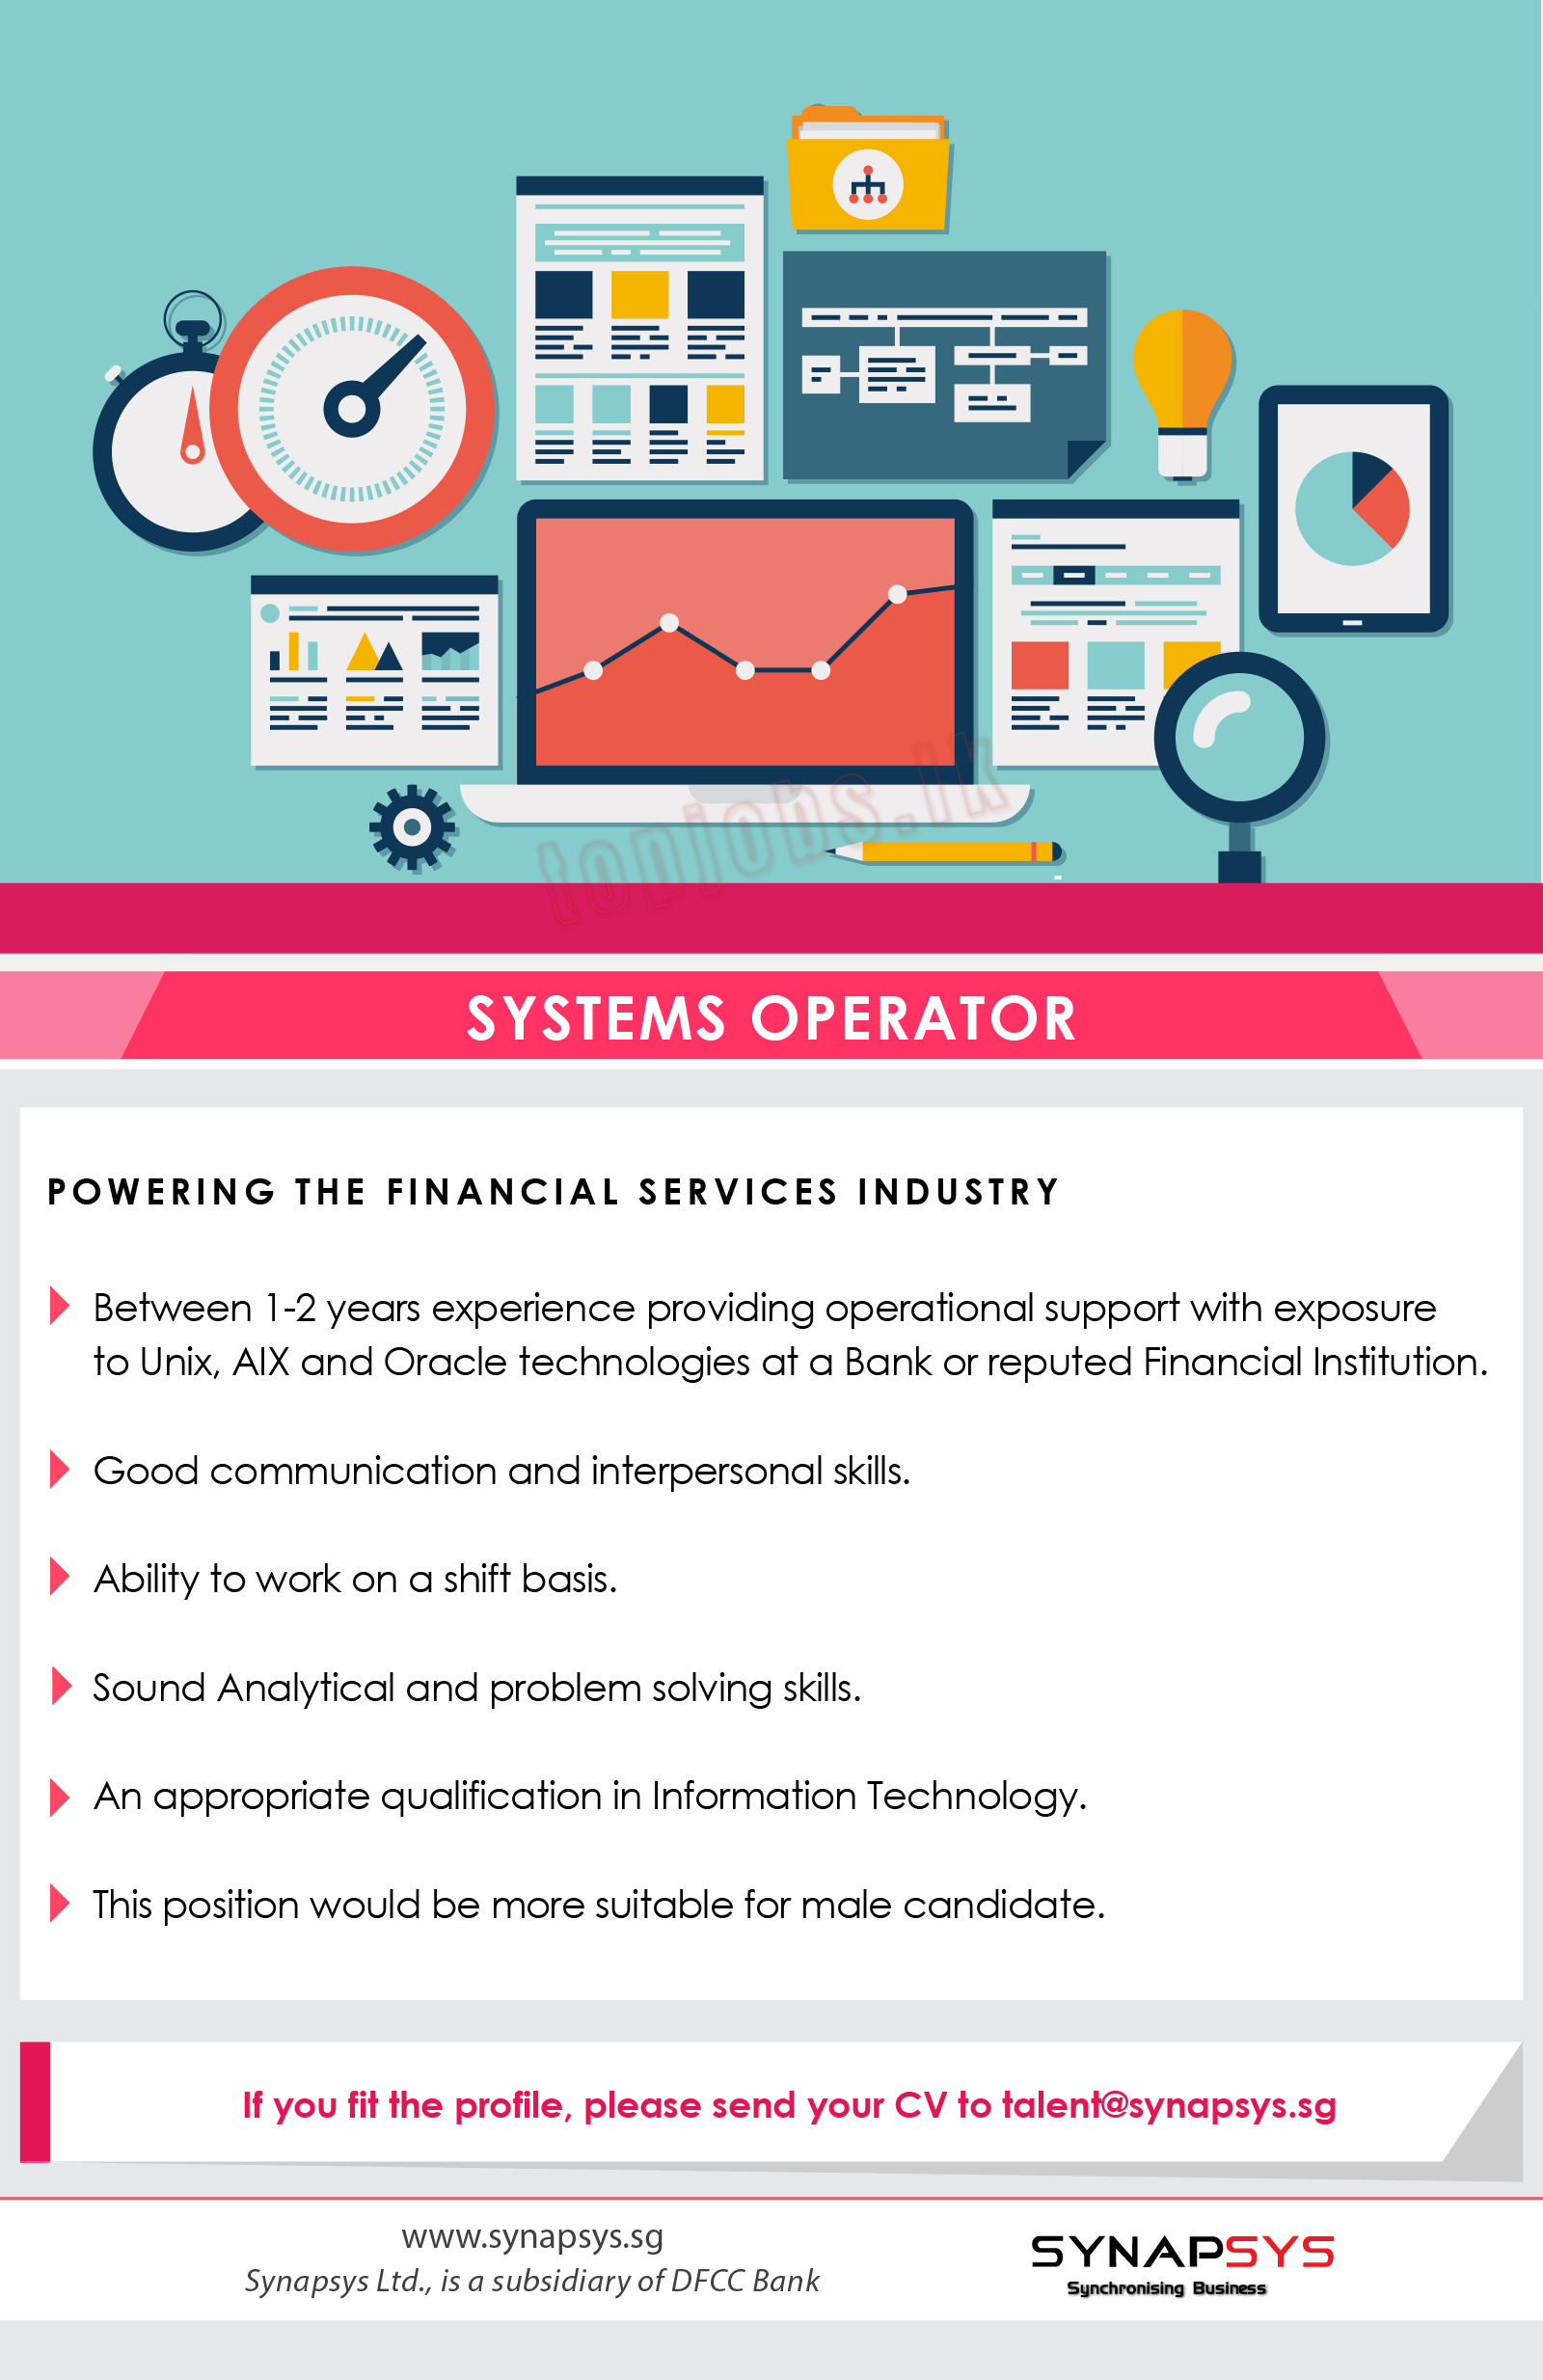 topjobs.lk
SYSTEMS OPERATOR
POWERING THE FINANCIAL SERVICES INDUSTRY
Between 1-2 years experience providing operational support with exposure
to Unix, AIX and Oracle technologies at a Bank or reputed Financial Institution.
Good communication and interpersonal skills.
Ability to work on a shift basis.
Sound Analytical and problem solving skills.
An appropriate qualification in Information Technology.
This position would be more suitable for male candidate.
If you fit the profile, please send your CV to talent@synapsys.sg
www.synapsys.sg
Synapsys Ltd., is a subsidiary of DFCC Bank
SYNAPSYS
Synchronising Business